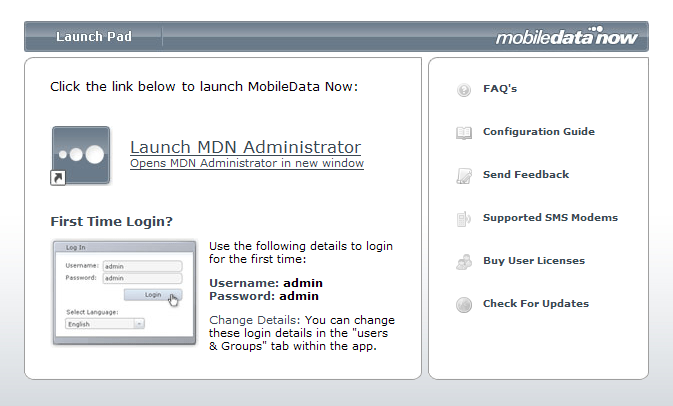 Launch Pad
mobiledata now
Click the link below to launch MobileData Now:
Launch MDN Administrator
Opens MDN Administrator in new window
First Time Login?
Log In
Username: admin
Password: admin
Login
Select Language:
English
Use the following details to login
for the first time:
Username: admin
Password: admin
Change Details: You can change
these login details in the "users
& Groups" tab within the app.
FAQ's
Configuration Guide
Send Feedback
Supported SMS Modems
Buy User Licenses
Check For Updates